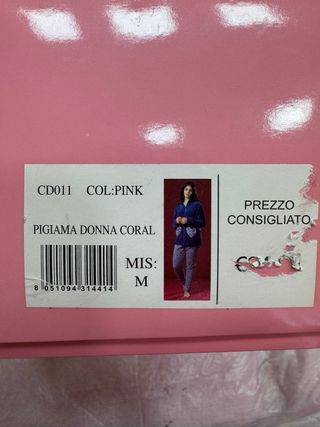 CD011 COL:PINK
PIGIAMA DONNA CORAL
MIS:
M
8 051094 314414
PREZZO
CONSIGLIATO